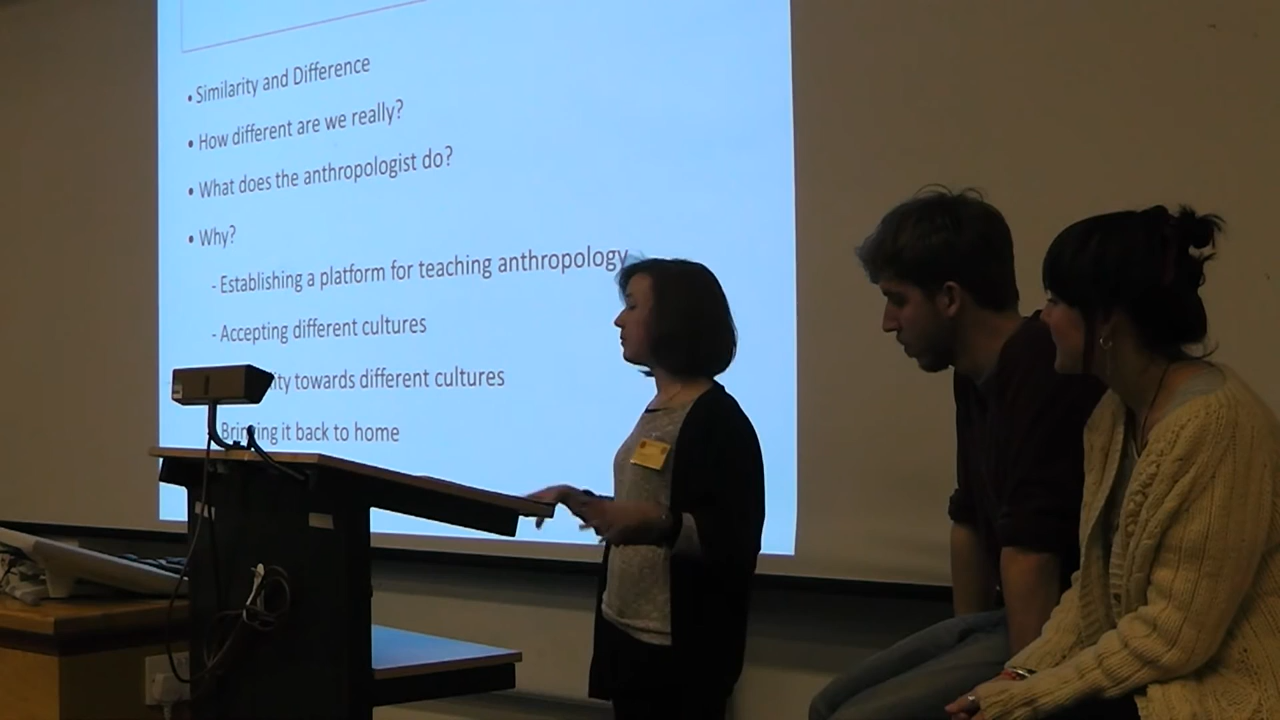 • Similarity and Difference
• How different are we really?
• What does the anthropologist do?
• Why?
- Establishing a platform for teaching anthropology
- Accepting different cultures
towards different cultures
Bringing it back to home